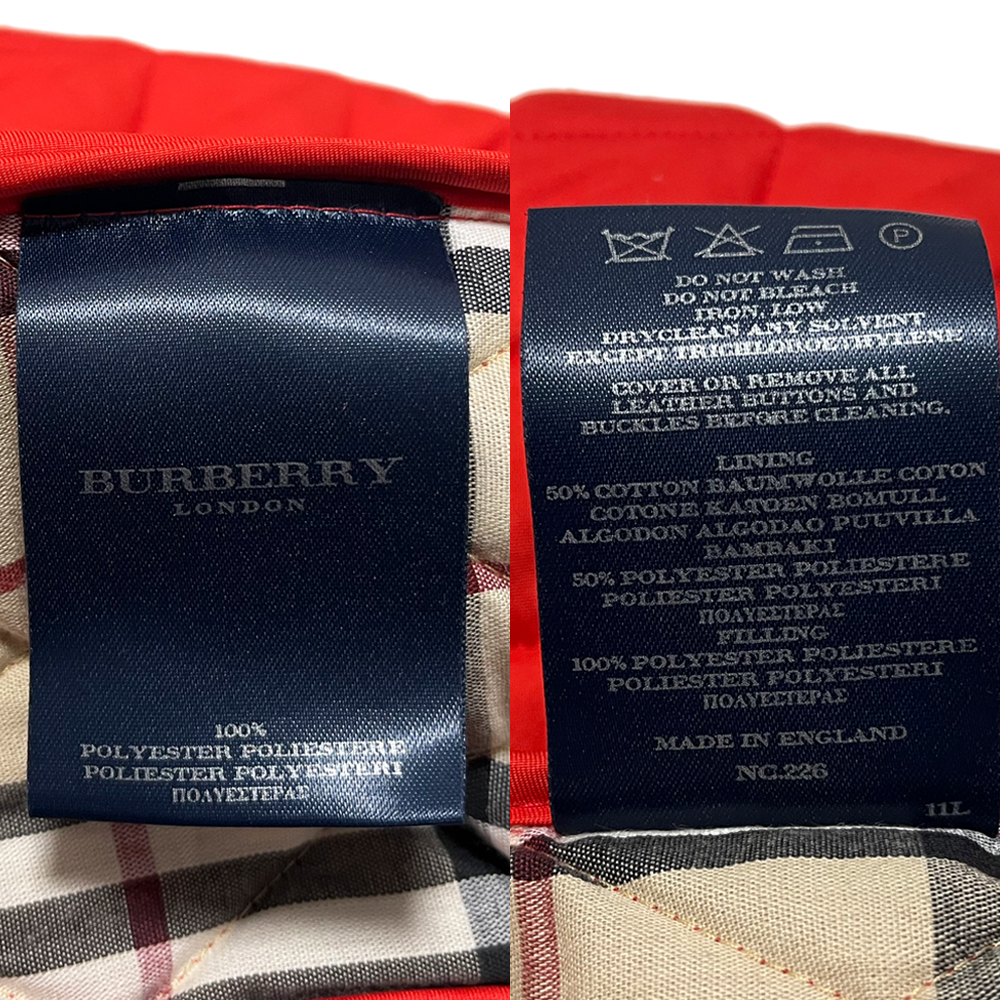 BURBERRY
LONDON
100%
POLYESTER POLIESTERE
POLIESTER POLYESTERI
ΠΟΛΥΕΣΤΕΡΑΣ
P
DO NOT WASH
DO NOT BLEACH
IRON, LOW
DRYCLEAN ANY SOLVENT
EXCEPT TRICHLOROETHYLENE
COVER OR REMOVE ALL
LEATHER BUTTONS AND
BUCKLES BEFORE CLEANING.
LINING
50% COTTON BAUMWOLLE COTON
COTONE KATOEN BOMULL
ALGODON ALGODAO PUUVILLA
BAMBAKI
50% POLYESTER POLIESTERE
POLIESTER POLYESTERI
ΠΟΛΥΕΣΤΕΡΑΣ
FILLING
100% POLYESTER POLIESTERE
POLIESTER POLYESTERI
ΠΟΛΥΕΣΤΕΡΑΣ
MADE IN ENGLAND
NC.226
11L